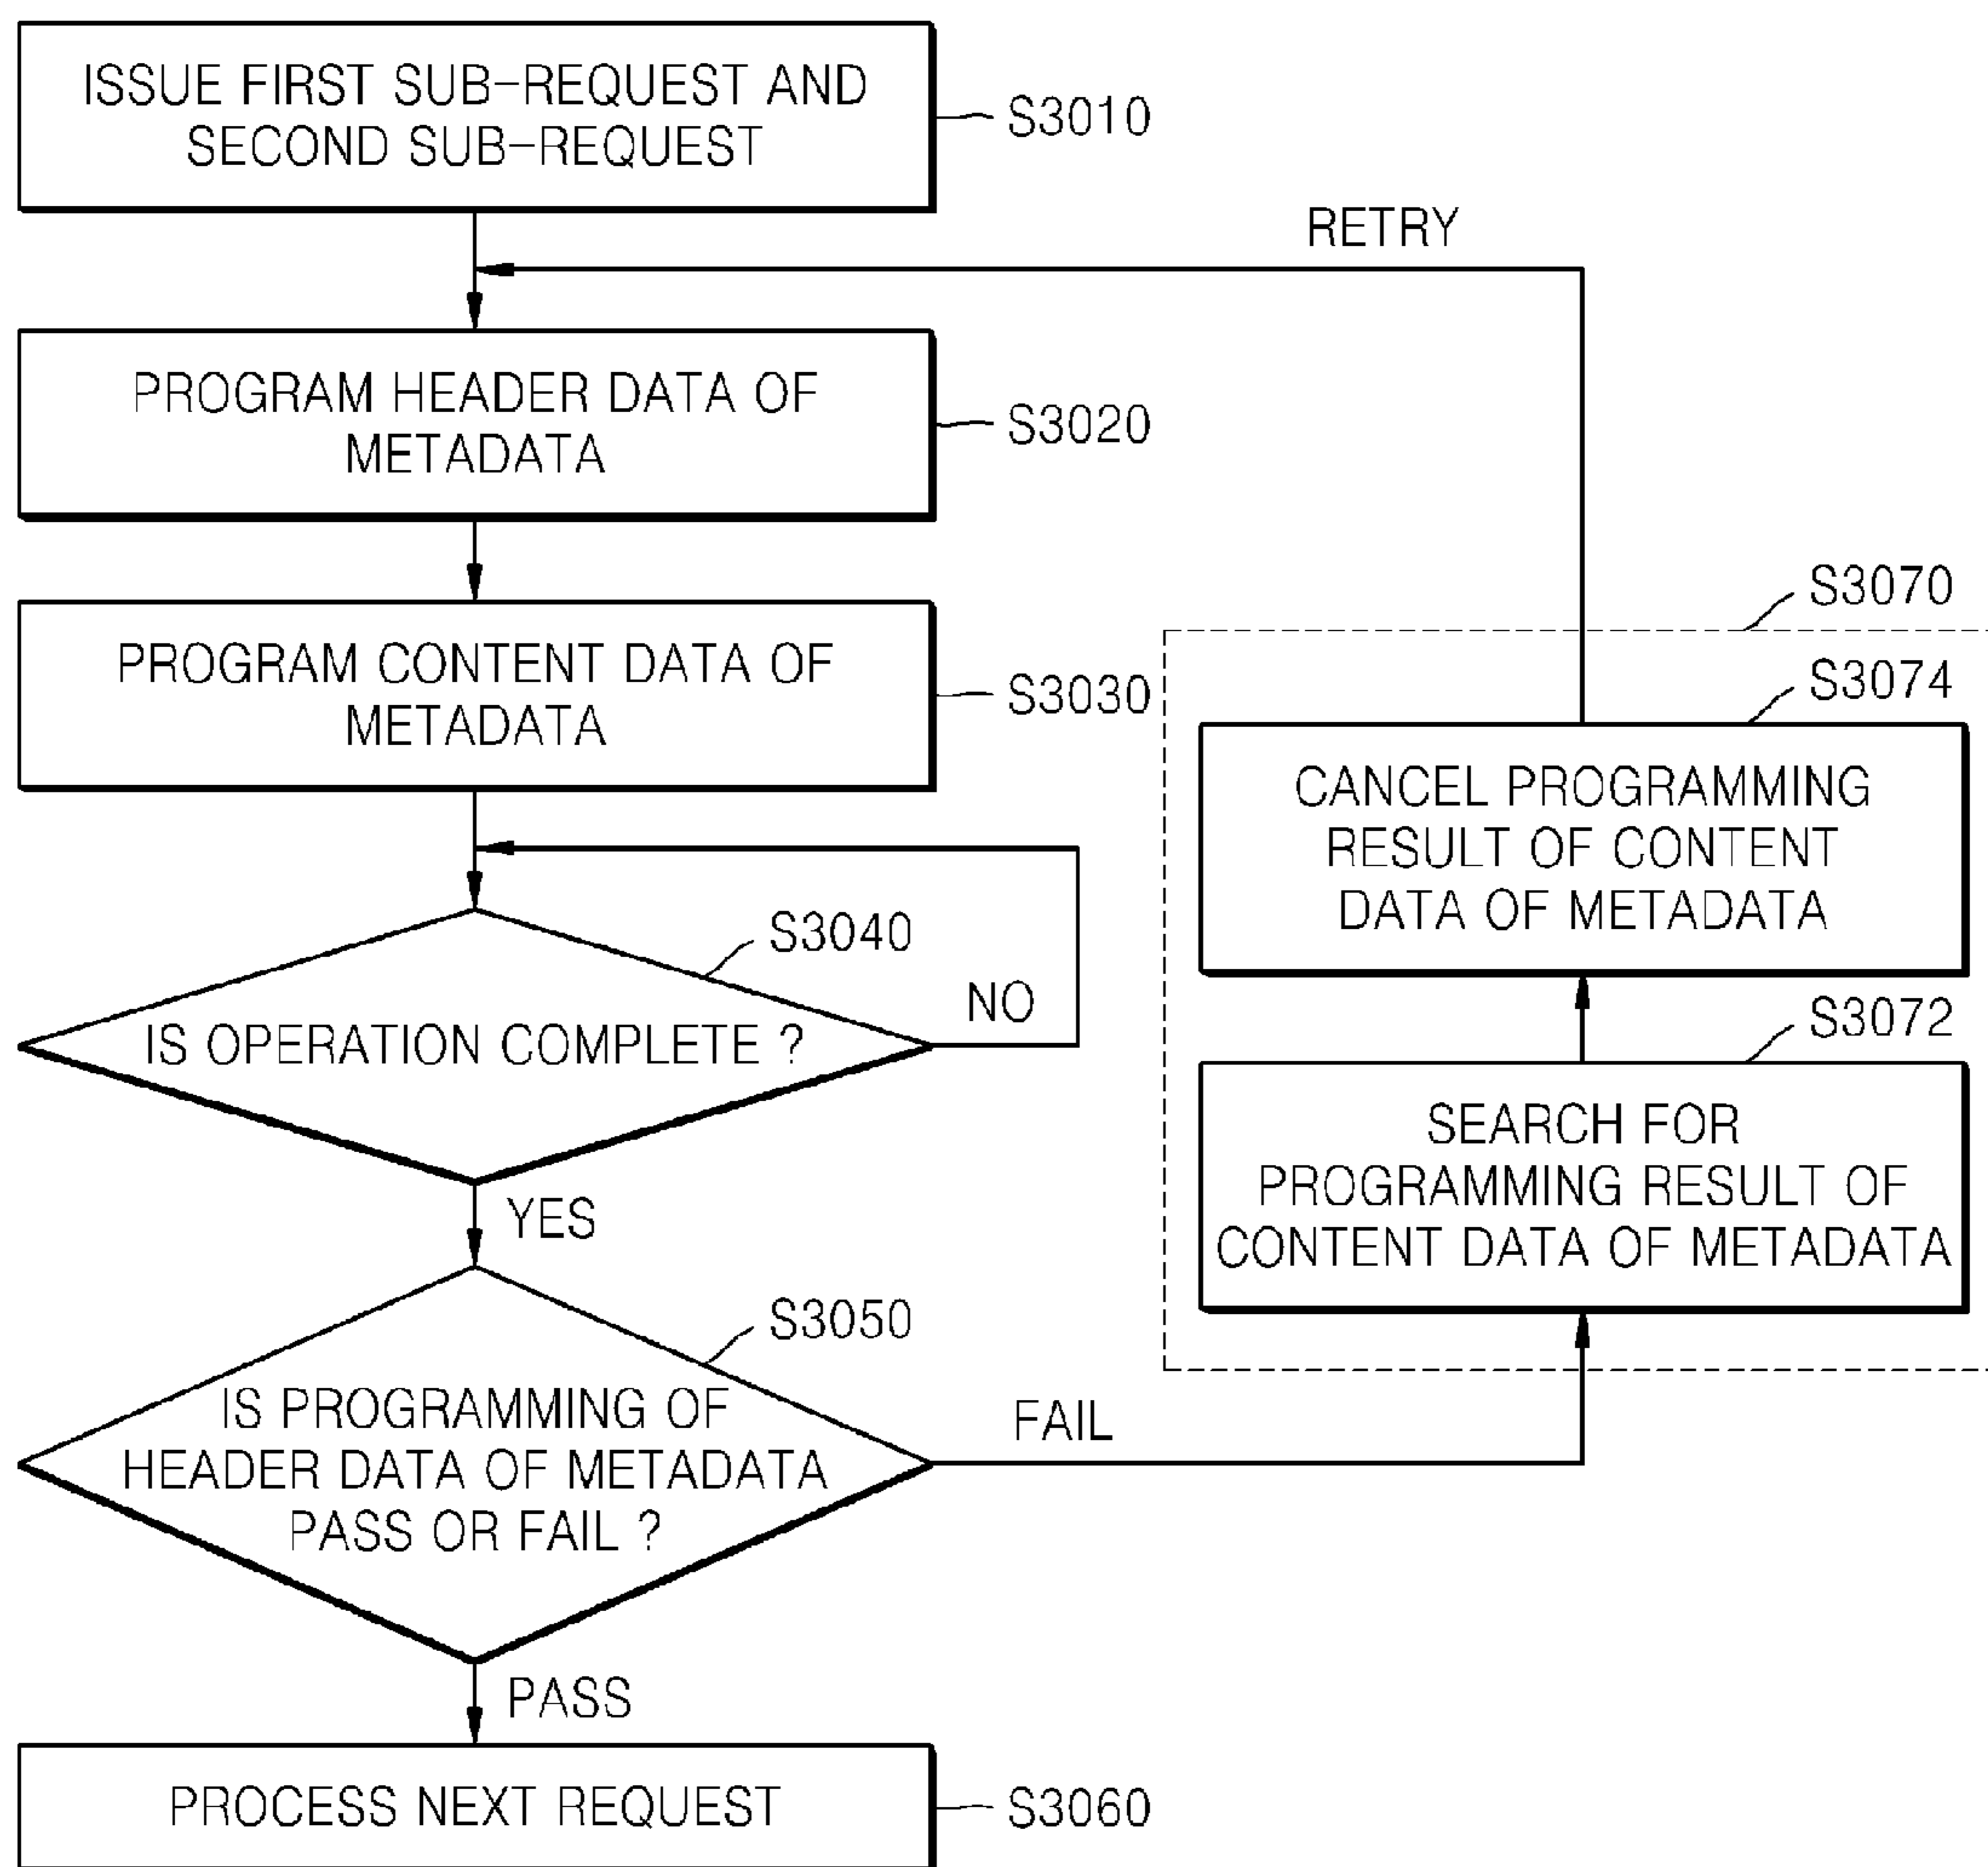 ISSUE FIRST SUB-REQUEST AND
SECOND SUB-REQUEST
S3010
RETRY
PROGRAM HEADER DATA OF
METADATA
S3020
PROGRAM CONTENT DATA OF
METADATA
S3030
S3070
S3074
CANCEL PROGRAMMING
RESULT OF CONTENT
DATA OF METADATA
S3040
IS OPERATION COMPLETE ?
NO
YES
S3072
SEARCH FOR
PROGRAMMING RESULT OF
CONTENT DATA OF METADATA
S3050
IS PROGRAMMING OF
HEADER DATA OF METADATA
PASS OR FAIL ?
FAIL
PASS
PROCESS NEXT REQUEST
S3060